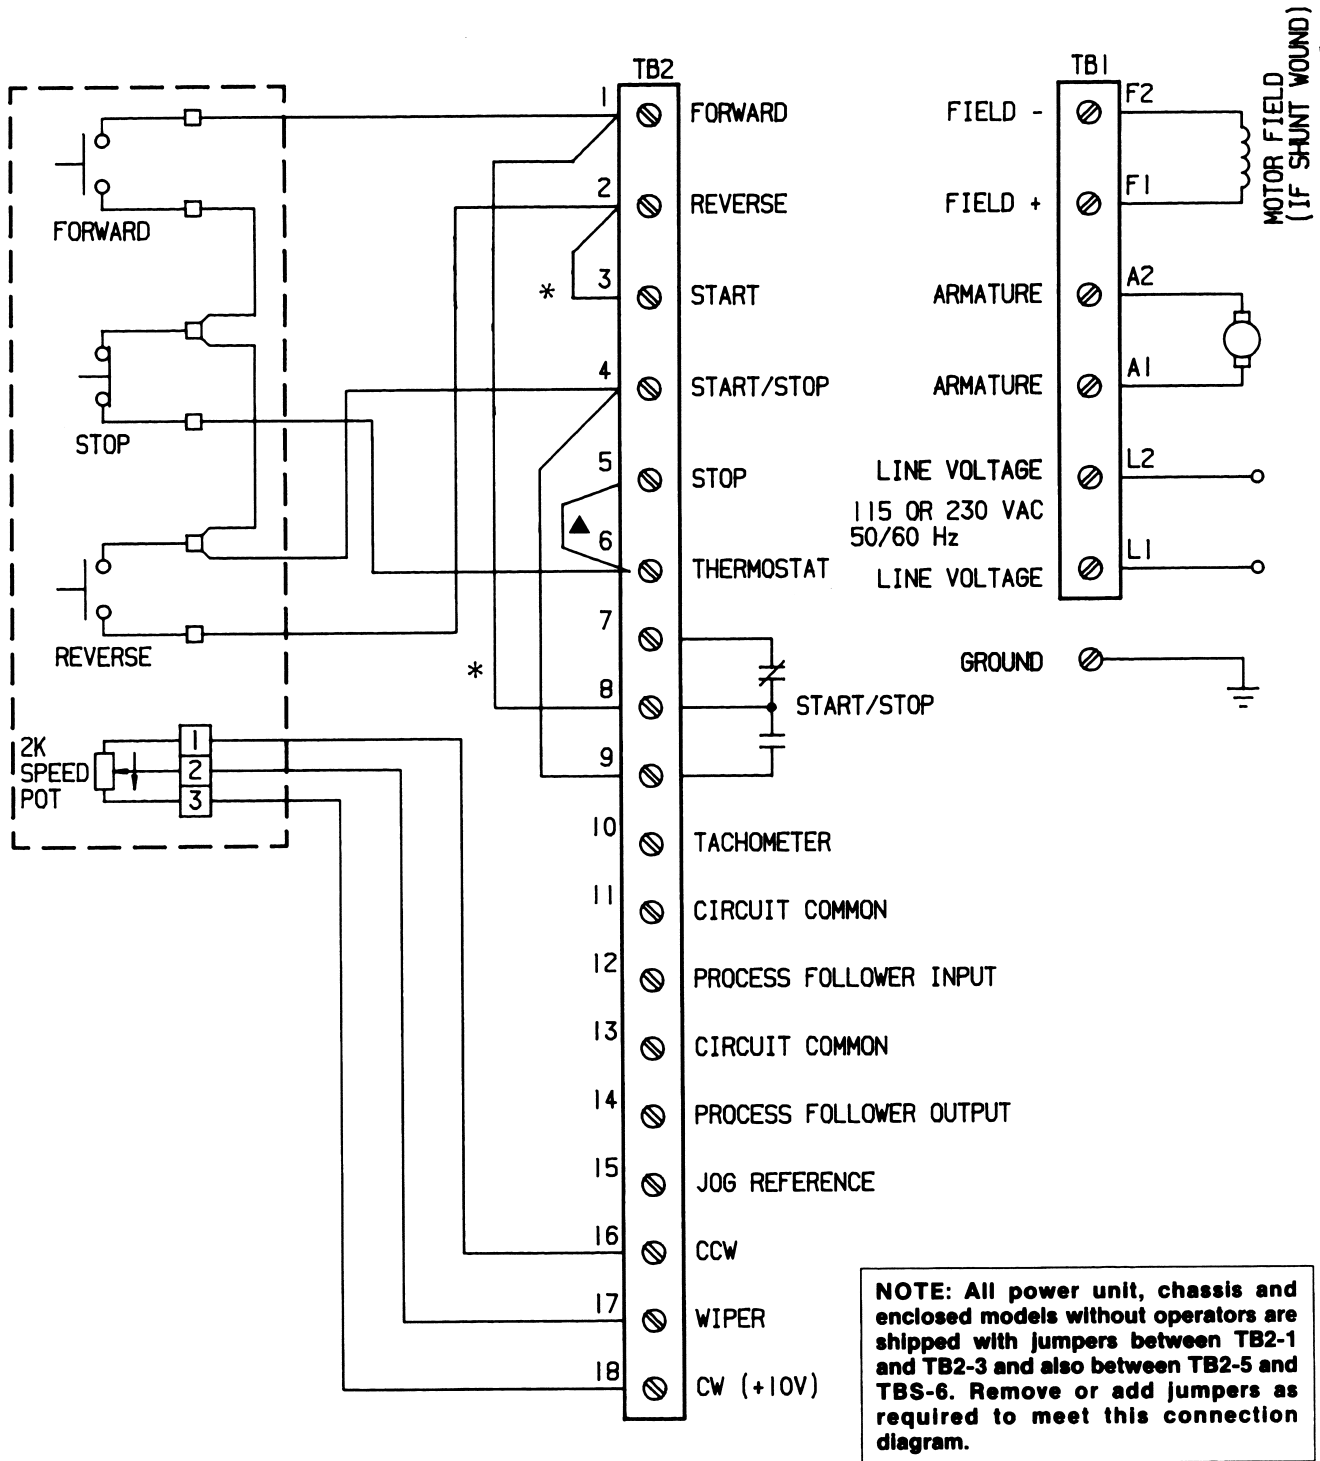 TB2
1 FORWARD
2 REVERSE
* 3 START
4 START/STOP
5 STOP
▲
6 THERMOSTAT
7
* 8 START/STOP
9
10 TACHOMETER
11 CIRCUIT COMMON
12 PROCESS FOLLOWER INPUT
13 CIRCUIT COMMON
14 PROCESS FOLLOWER OUTPUT
15 JOG REFERENCE
16 CCW
17 WIPER
18 CW (+10V)
FORWARD
STOP
REVERSE
2K
SPEED
POT
1
2
3
TB1
FIELD - F2
FIELD + F1
MOTOR FIELD
(IF SHUNT WOUND)
ARMATURE A2
ARMATURE A1
LINE VOLTAGE L2
115 OR 230 VAC
50/60 Hz
LINE VOLTAGE L1
GROUND
NOTE: All power unit, chassis and
enclosed models without operators are
shipped with jumpers between TB2-1
and TB2-3 and also between TB2-5 and
TBS-6. Remove or add jumpers as
required to meet this connection
diagram.